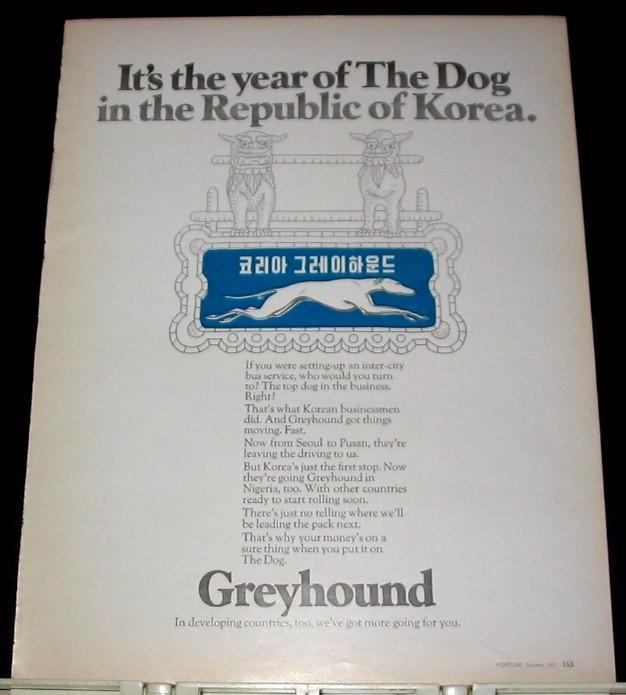 It's the year of The Dog
in the Republic of Korea.
코리아 그레이하운드
If you were setting-up an inter-city
bus service, who would you turn
to? The top dog in the business.
Right?
That's what Korean businessmen
did. And Greyhound got things
moving. Fast.
Now from Seoul to Pusan, they're
leaving the driving to us.
But Korea's just the first stop. Now
they're going Greyhound in
Nigeria, too. With other countries
ready to start rolling soon.
There's just no telling where we'll
be leading the pack next.
That's why your money's on a
sure thing when you put it on
The Dog.
Greyhound
In developing countries, too, we've got more going for you.
FORTUNE January 153